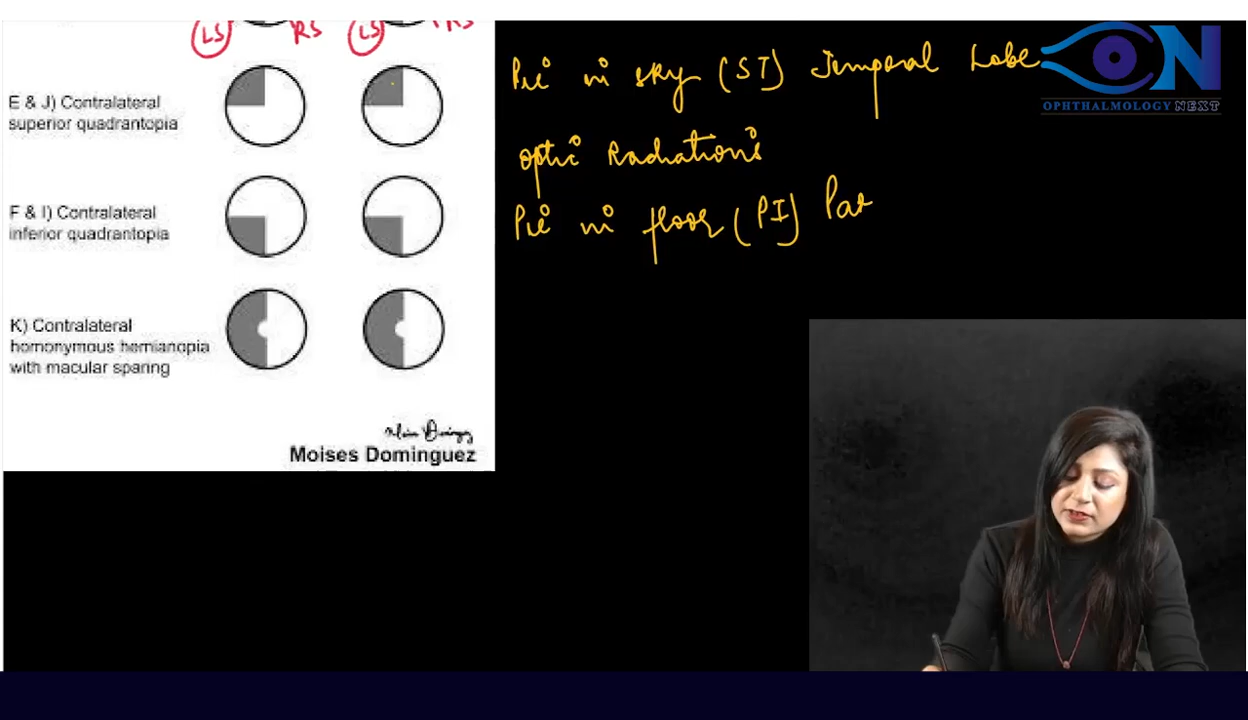 LS RS LS RS
Pie in sky (ST) Temporal Lobe
ON
OPHTHALMOLOGY NEXT
E & J) Contralateral
superior quadrantopia
optic Radiations
Pie in floor (PI) Par
F & I) Contralateral
inferior quadrantopia
K) Contralateral
homonymous hemianopia
with macular sparing
Moises Dominguez